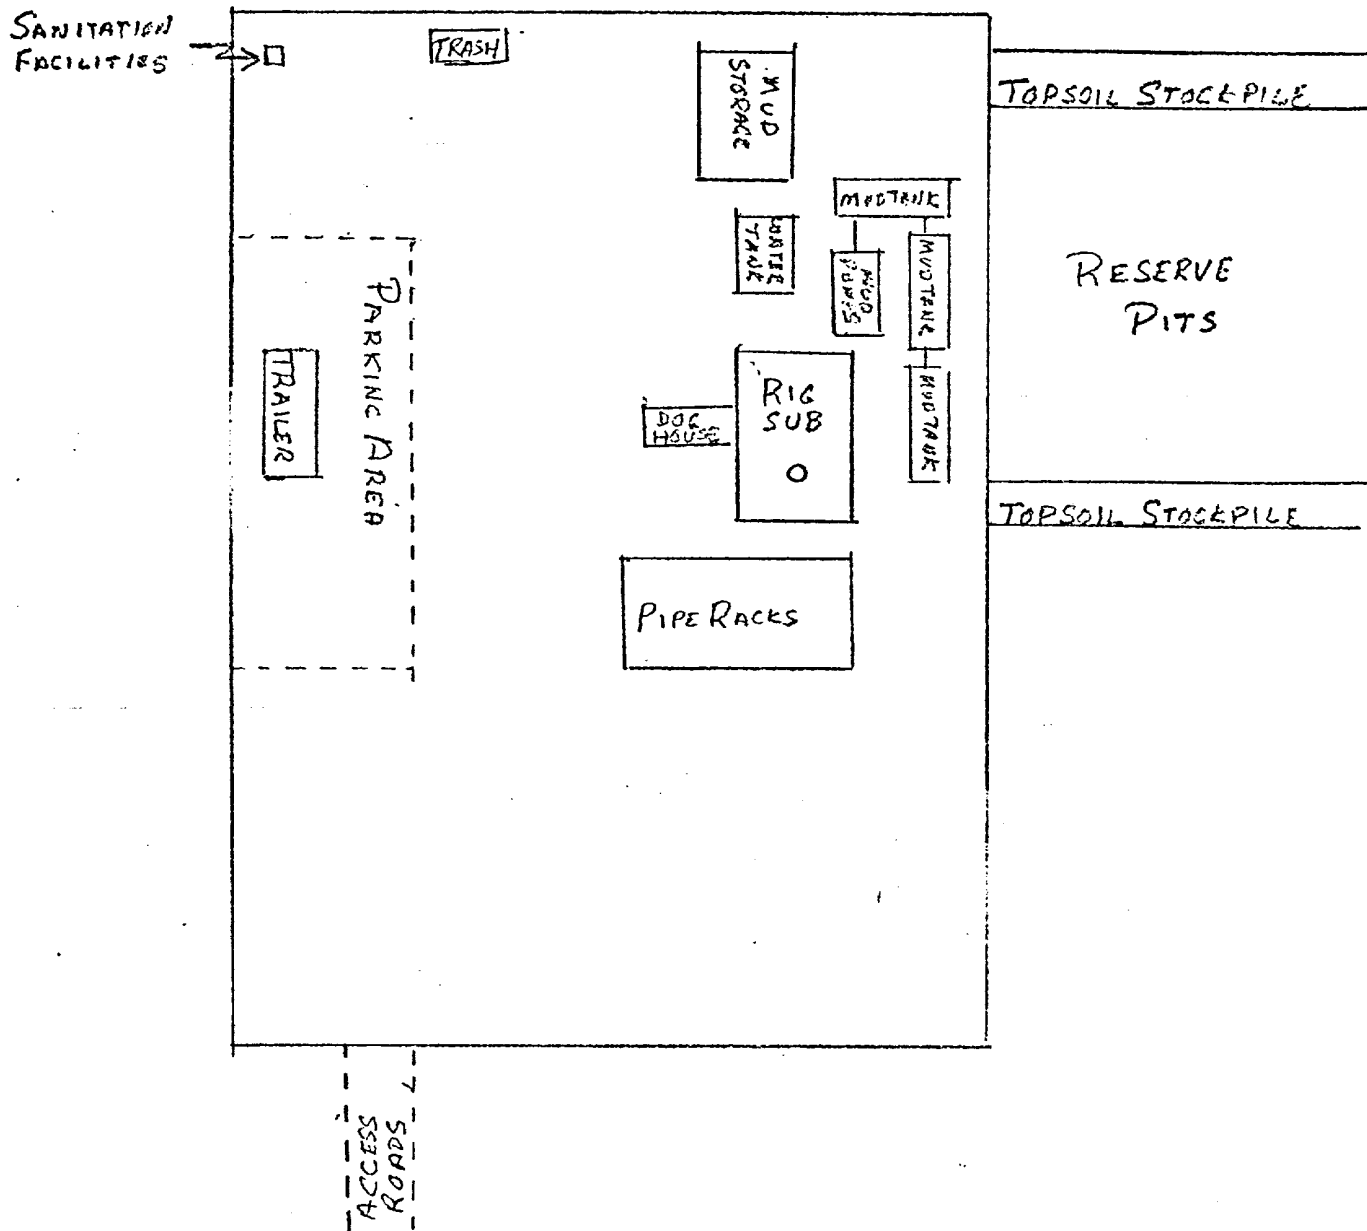 SANITATION
FACILITIES
TRASH
MUD
STORAGE
TOPSOIL STOCKPILE
MUDTANK
WATER
TANK
MUD
PUMPS
MUDTANK
RESERVE
PITS
PARKING AREA
TRAILER
RIG
SUB
DOG
HOUSE
MUDTANK
TOPSOIL STOCKPILE
PIPE RACKS
ACCESS
ROADS